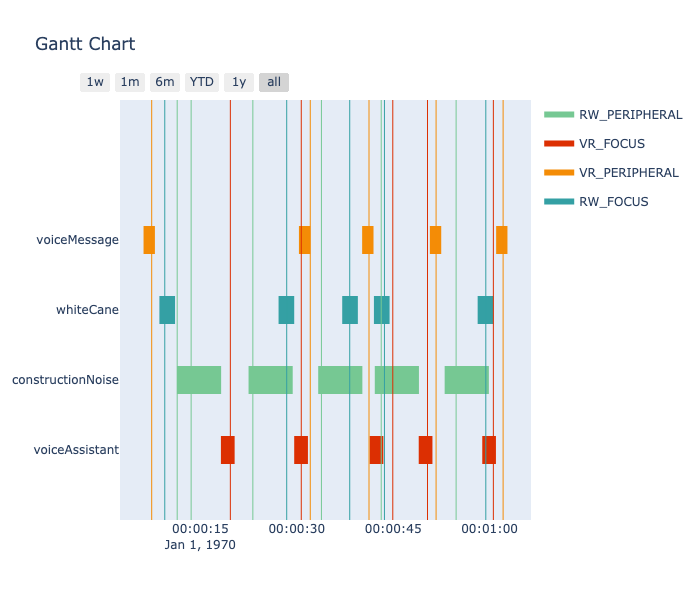 Gantt Chart
1w 1m 6m YTD 1y all
RW_PERIPHERAL
VR_FOCUS
VR_PERIPHERAL
RW_FOCUS
voiceMessage
whiteCane
constructionNoise
voiceAssistant
00:00:15 00:00:30 00:00:45 00:01:00
Jan 1, 1970